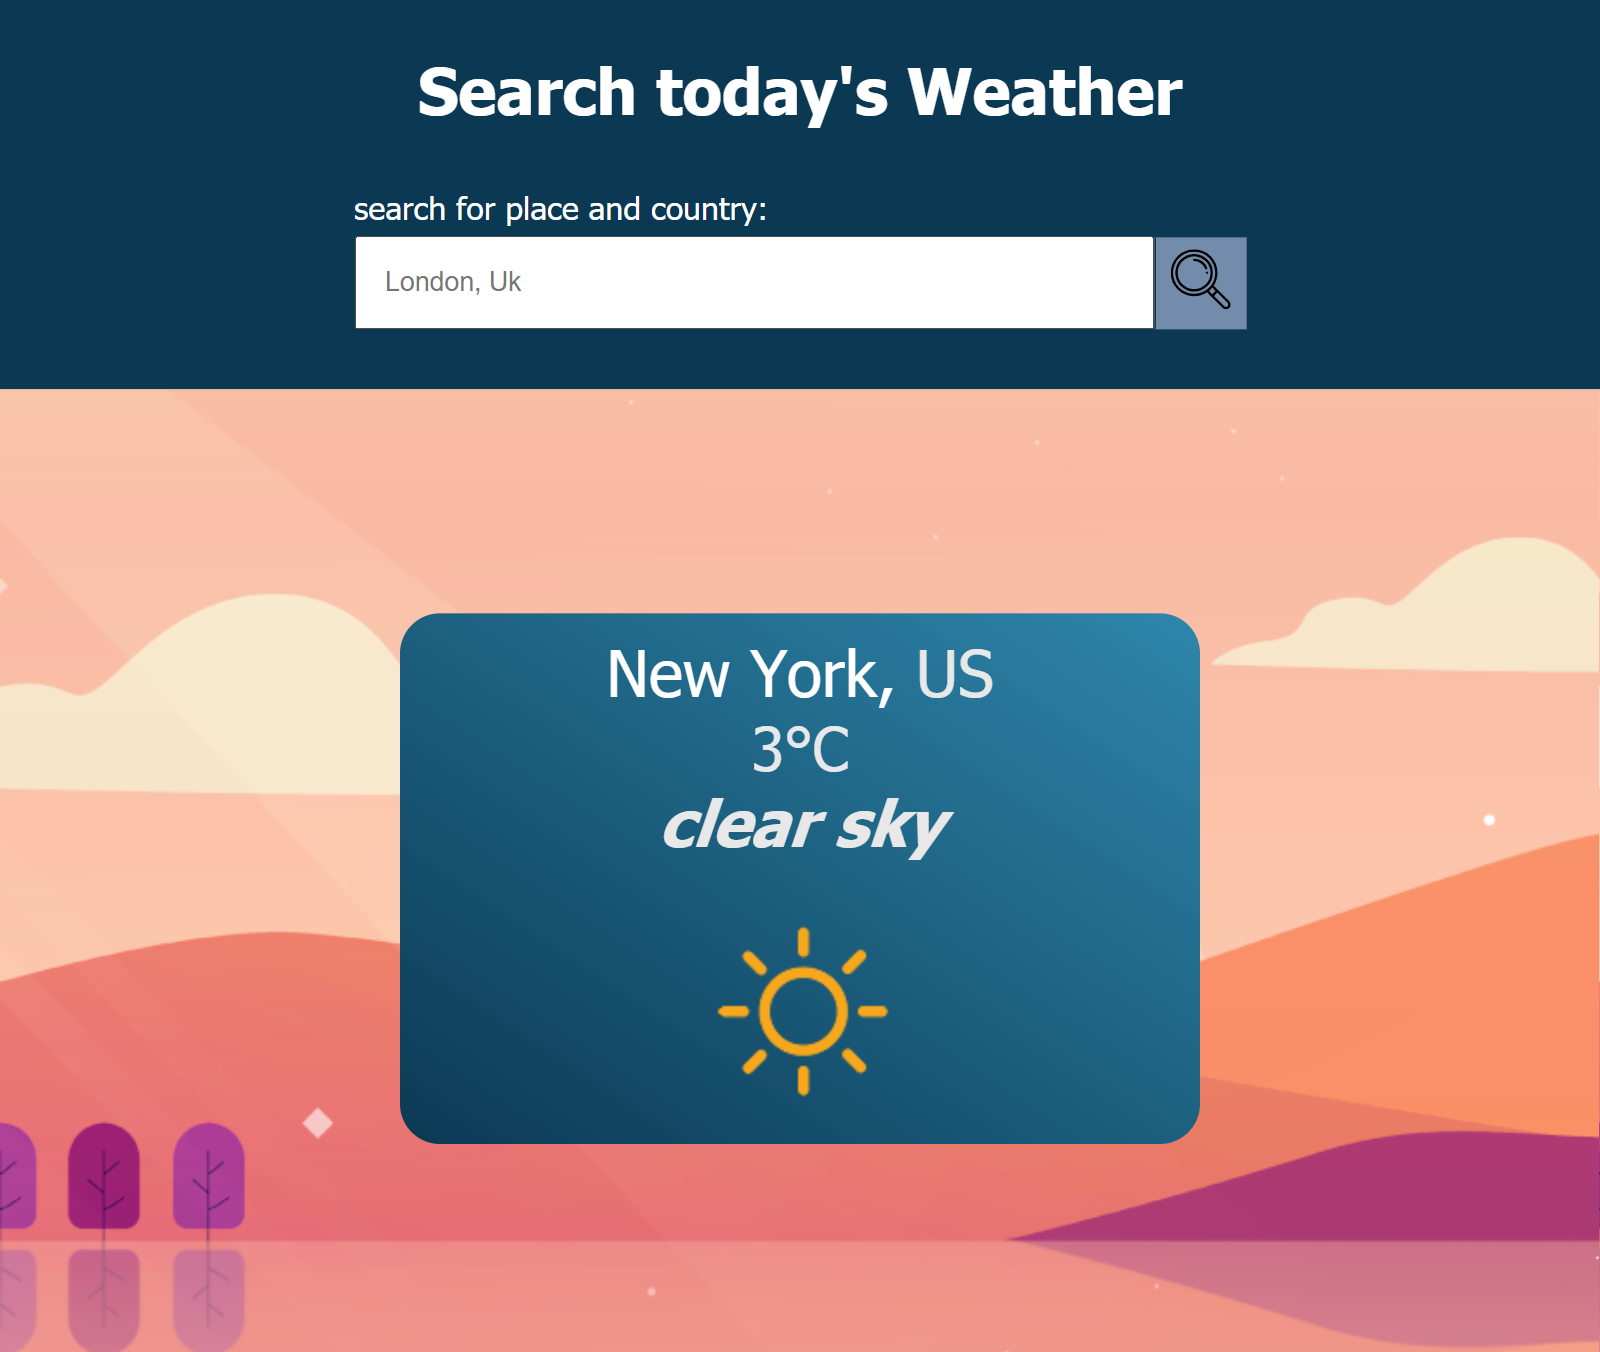 Search today's Weather
search for place and country:
London, Uk
New York, US
3°C
clear sky